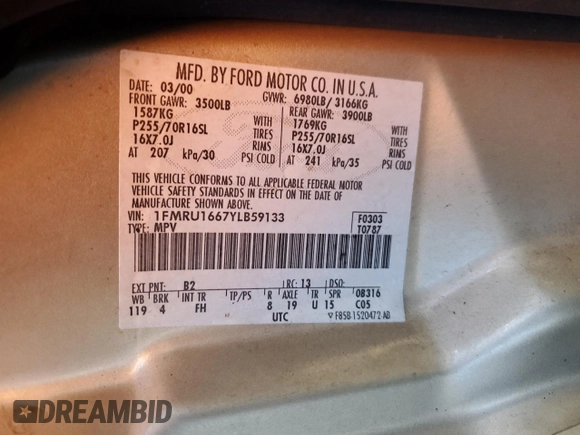 MFD. BY FORD MOTOR CO. IN U.S.A.
DATE: 03/00 GVWR: 6980LB/ 3166KG
FRONT GAWR: 3500LB REAR GAWR: 3900LB
1587KG WITH 1769KG WITH
P255/70R16SL TIRES P255/70R16SL TIRES
16X7.0J RIMS 16X7.0J RIMS
AT 207 kPa/30 PSI COLD AT 241 kPa/35 PSI COLD
THIS VEHICLE CONFORMS TO ALL APPLICABLE FEDERAL MOTOR
VEHICLE SAFETY STANDARDS IN EFFECT ON THE DATE OF
MANUFACTURE SHOWN ABOVE.
VIN: 1FMRU1667YLB59133 F0303
TYPE: MPV T0787
EXT PNT: B2 RC: 13 DSO:
WB BRK INT TR TP/PS R AXLE TR SPR 0B316
119 4 FH 8 19 U 15 C05
UTC ▽ F85B 1520472 AB
DREAMBID